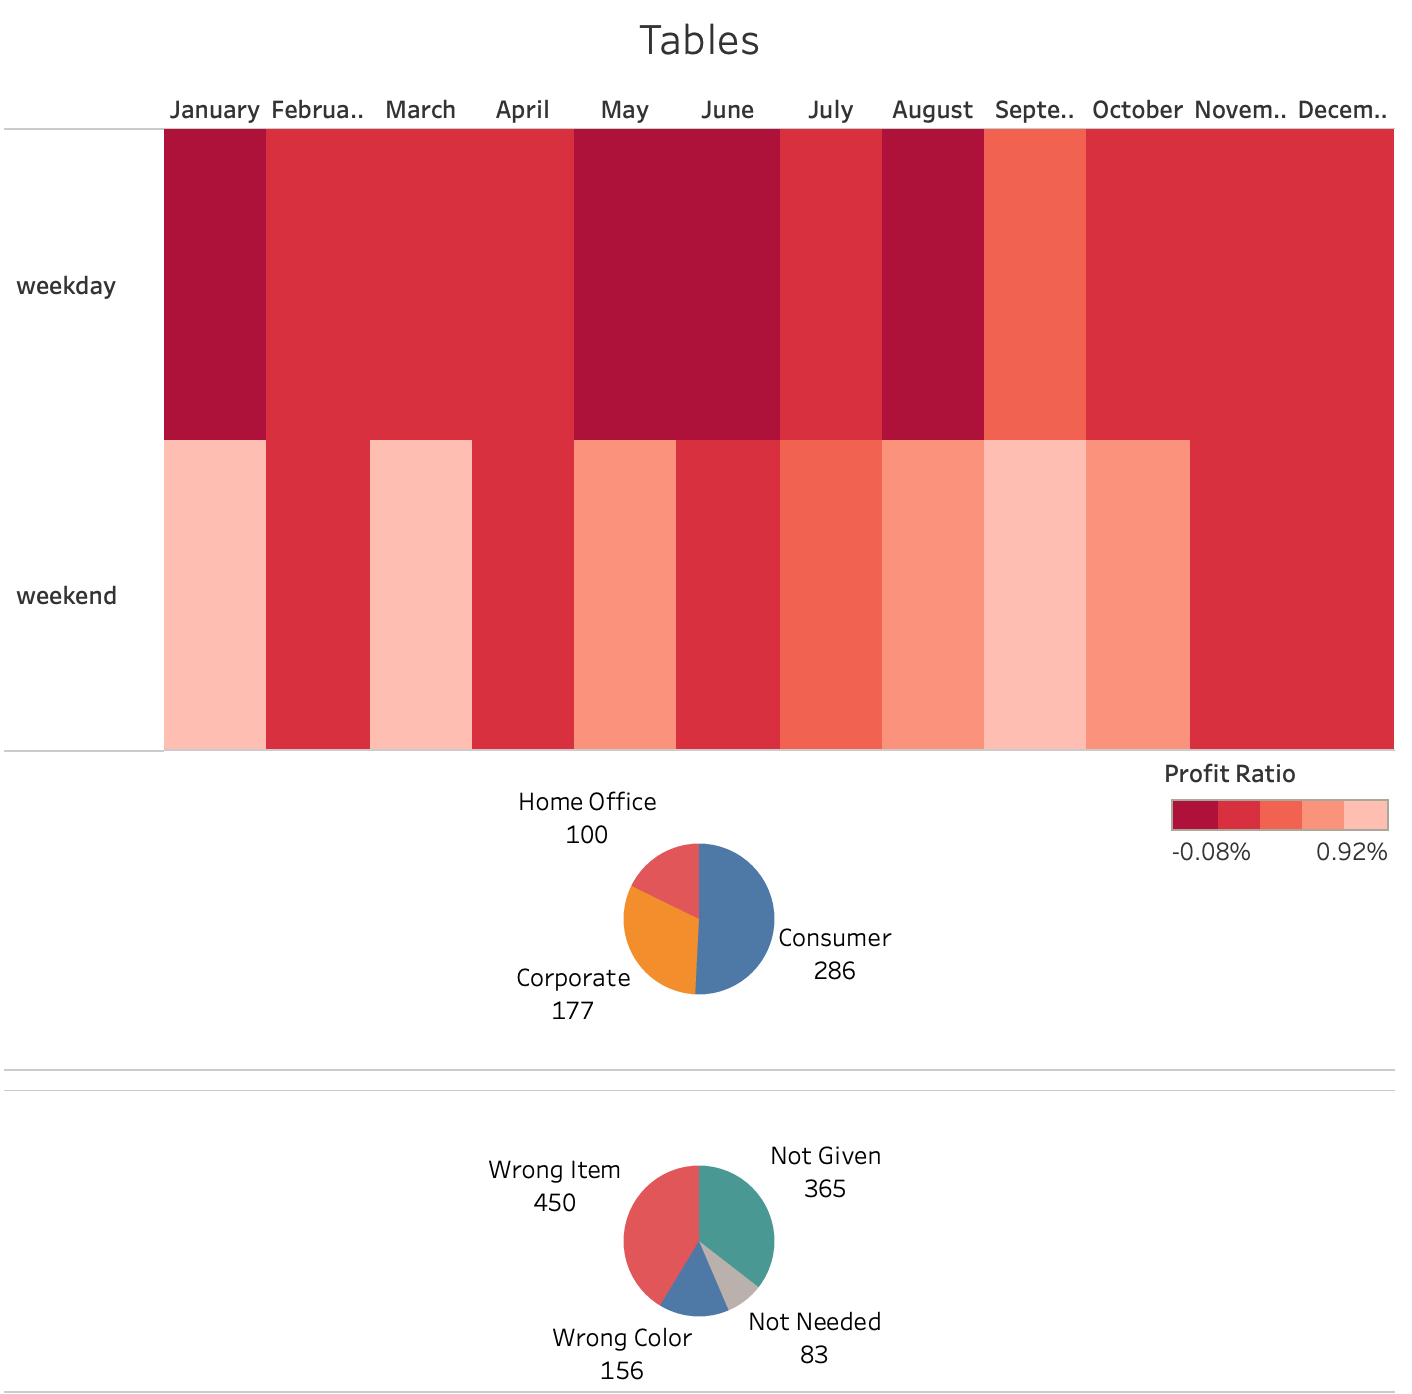 Tables
January Februa.. March April May June July August Septe.. October Novem.. Decem..
weekday
weekend
Profit Ratio
-0.08% 0.92%
Home Office
100
Consumer
286
Corporate
177
Not Given
365
Wrong Item
450
Not Needed
83
Wrong Color
156